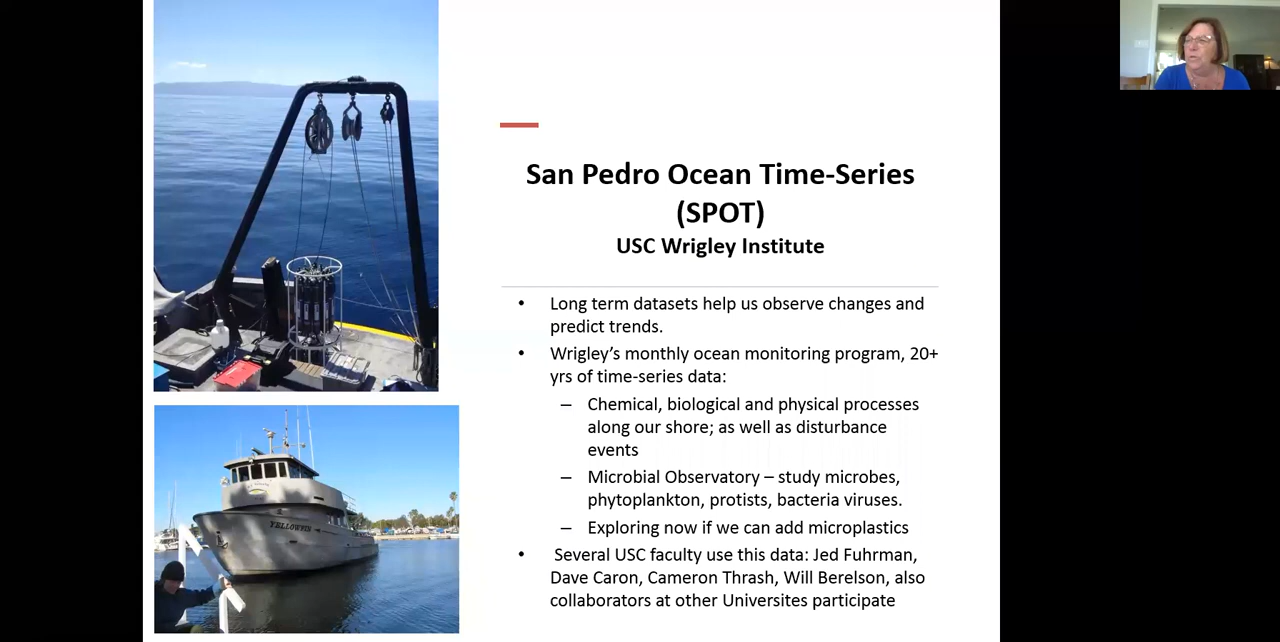 San Pedro Ocean Time-Series
(SPOT)
USC Wrigley Institute
• Long term datasets help us observe changes and
predict trends.
• Wrigley's monthly ocean monitoring program, 20+
yrs of time-series data:
– Chemical, biological and physical processes
along our shore; as well as disturbance
events
– Microbial Observatory – study microbes,
phytoplankton, protists, bacteria viruses.
– Exploring now if we can add microplastics
• Several USC faculty use this data: Jed Fuhrman,
Dave Caron, Cameron Thrash, Will Berelson, also
collaborators at other Universites participate
YELLOWFIN